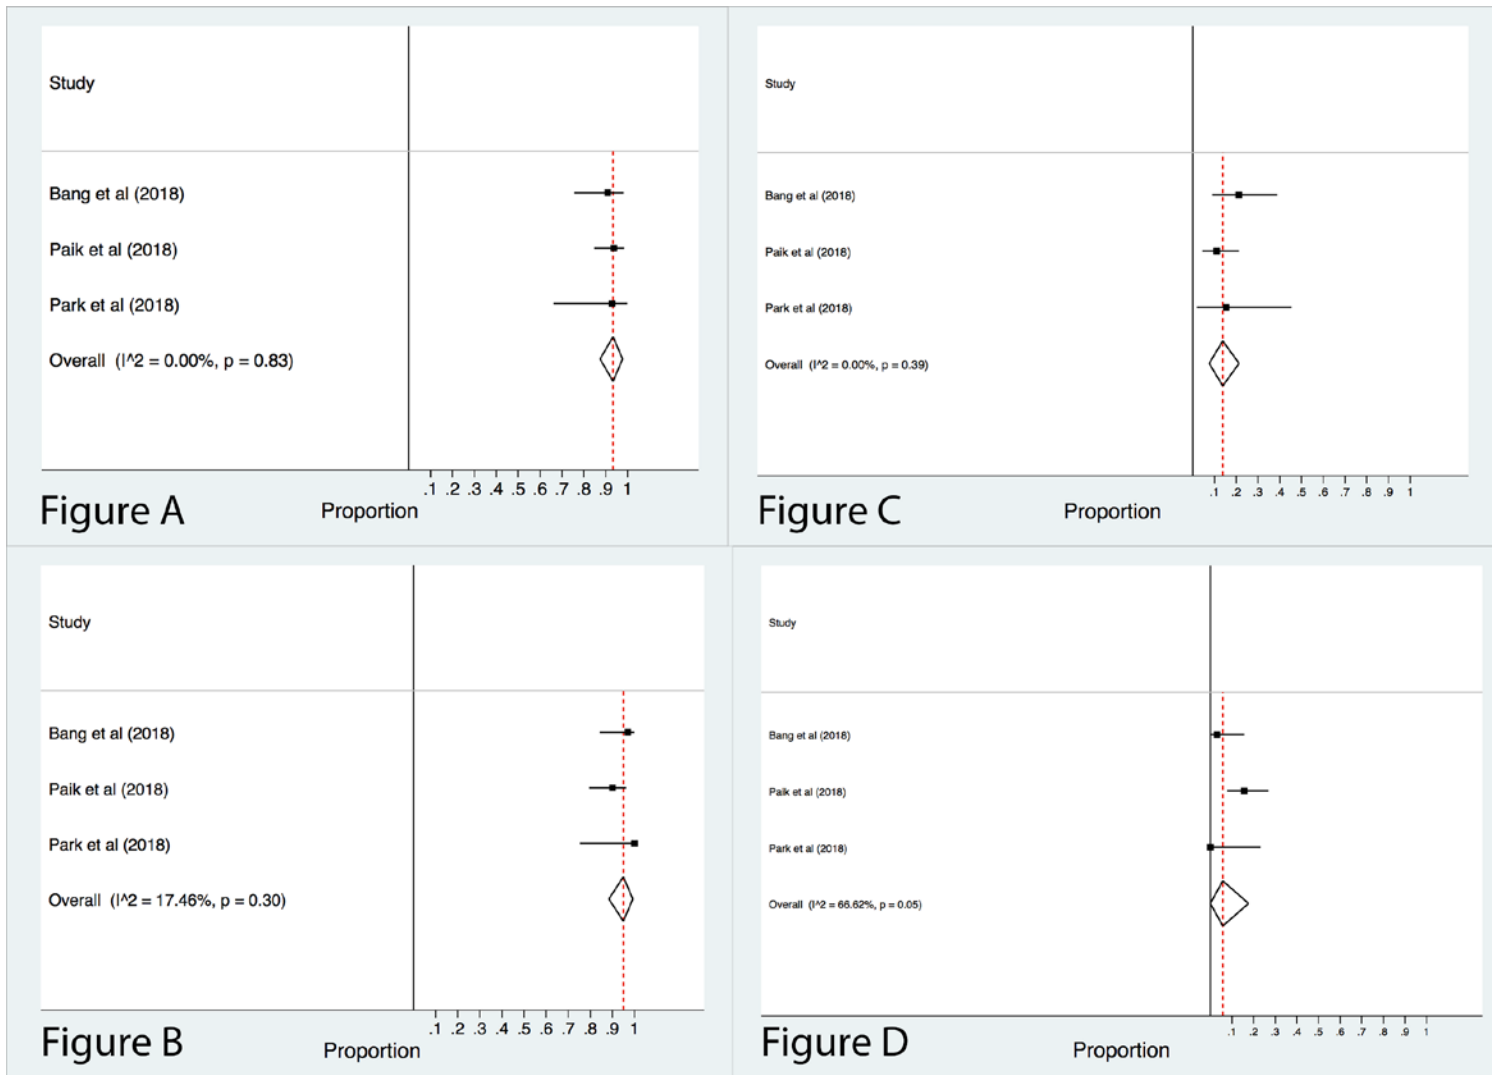 Study
Bang et al (2018)
Paik et al (2018)
Park et al (2018)
Overall (I^2 = 0.00%, p = 0.83)
.1 .2 .3 .4 .5 .6 .7 .8 .9 1
Proportion
Figure A
Study
Bang et al (2018)
Paik et al (2018)
Park et al (2018)
Overall (I^2 = 0.00%, p = 0.39)
.1 .2 .3 .4 .5 .6 .7 .8 .9 1
Proportion
Figure C
Study
Bang et al (2018)
Paik et al (2018)
Park et al (2018)
Overall (I^2 = 17.46%, p = 0.30)
.1 .2 .3 .4 .5 .6 .7 .8 .9 1
Proportion
Figure B
Study
Bang et al (2018)
Paik et al (2018)
Park et al (2018)
Overall (I^2 = 66.62%, p = 0.05)
.1 .2 .3 .4 .5 .6 .7 .8 .9 1
Proportion
Figure D